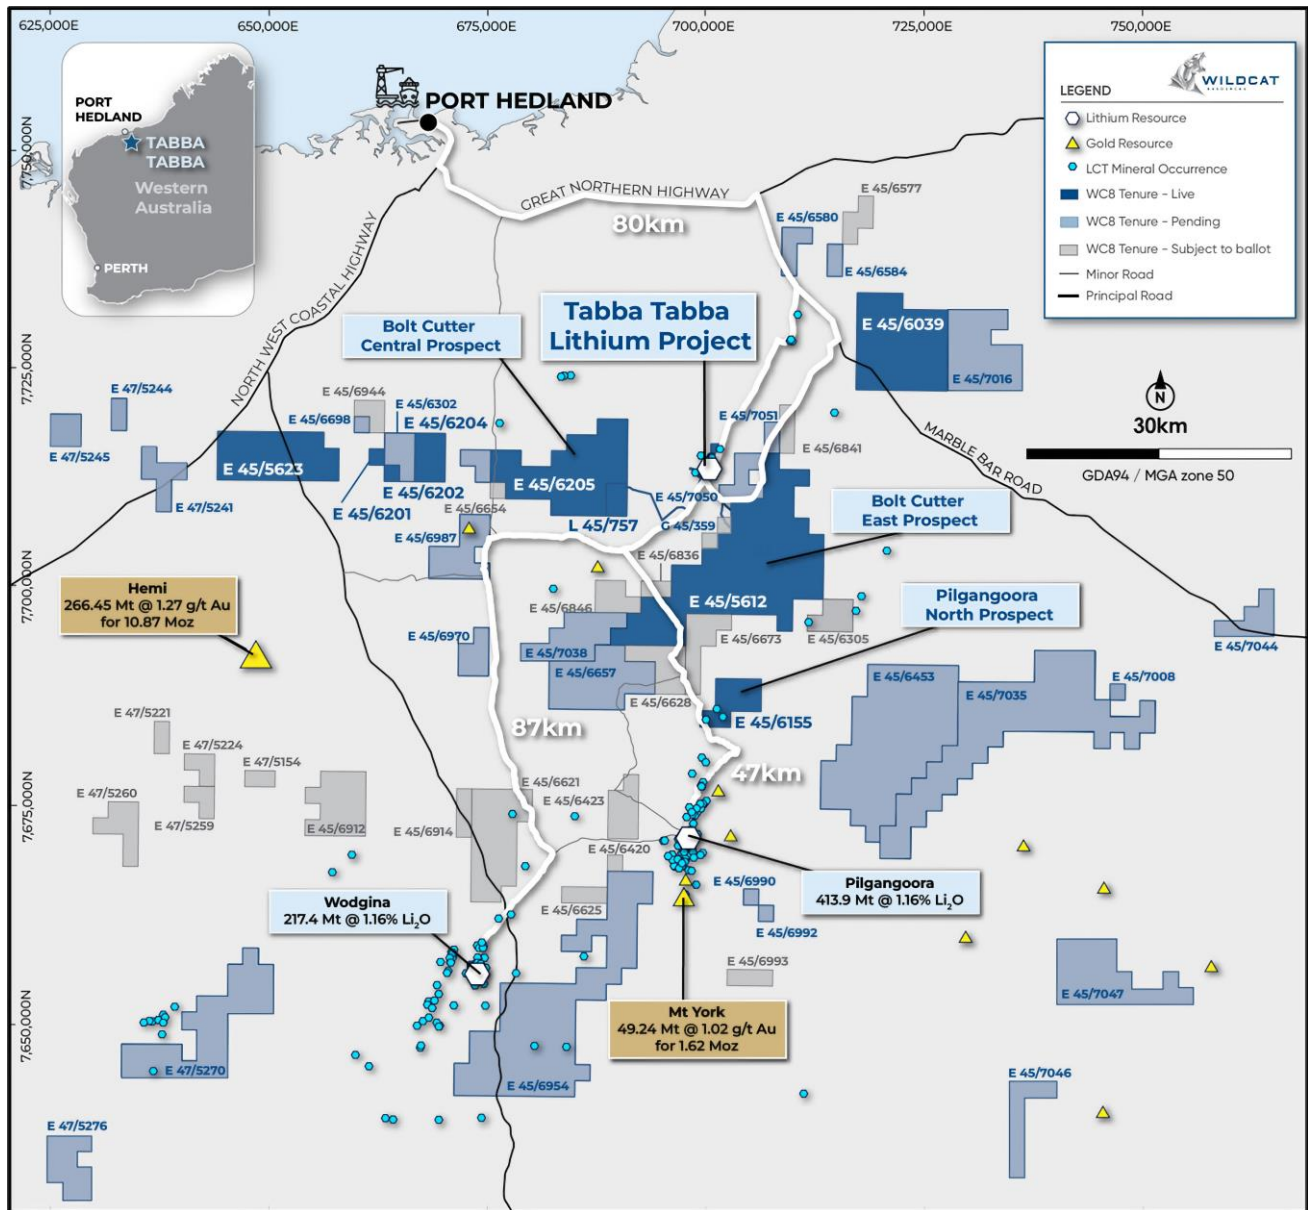 625,000E
650,000E
675,000E
700,000E
725,000E
750,000E
7,750,000N
7,725,000N
7,700,000N
7,675,000N
7,650,000N
PORT
HEDLAND
TABBA
TABBA
Western
Australia
PERTH
PORT HEDLAND
WILDCAT
RESOURCES
LEGEND
Lithium Resource
Gold Resource
LCT Mineral Occurrence
WC8 Tenure - Live
WC8 Tenure - Pending
WC8 Tenure - Subject to ballot
Minor Road
Principal Road
GREAT NORTHERN HIGHWAY
80km
NORTH WEST COASTAL HIGHWAY
MARBLE BAR ROAD
E 45/6577
E 45/6580
E 45/6584
E 45/6039
E 45/7016
N
30km
GDA94 / MGA zone 50
Bolt Cutter
Central Prospect
Tabba Tabba
Lithium Project
E 47/5244
E 47/5245
E 47/5241
E 45/6944
E 45/6302
E 45/6698
E 45/6204
E 45/5623
E 45/6202
E 45/6201
E 45/6205
E 45/6654
L 45/757
E 45/6987
E 45/7051
E 45/6841
E 45/7050
G 45/359
E 45/6836
Bolt Cutter
East Prospect
Hemi
266.45 Mt @ 1.27 g/t Au
for 10.87 Moz
E 45/6846
E 45/5612
Pilgangoora
North Prospect
E 45/6970
E 45/7038
E 45/6657
E 45/6673
E 45/6305
E 45/6628
E 45/6155
E 45/7044
E 45/6453
E 45/7035
E 45/7008
87km
47km
E 47/5221
E 47/5224
E 47/5154
E 47/5260
E 47/5259
E 45/6912
E 45/6914
E 45/6621
E 45/6423
E 45/6420
E 45/6625
Wodgina
217.4 Mt @ 1.16% Li₂O
Pilgangoora
413.9 Mt @ 1.16% Li₂O
E 45/6990
E 45/6992
E 45/6993
Mt York
49.24 Mt @ 1.02 g/t Au
for 1.62 Moz
E 45/7047
E 47/5270
E 45/6954
E 45/7046
E 47/5276